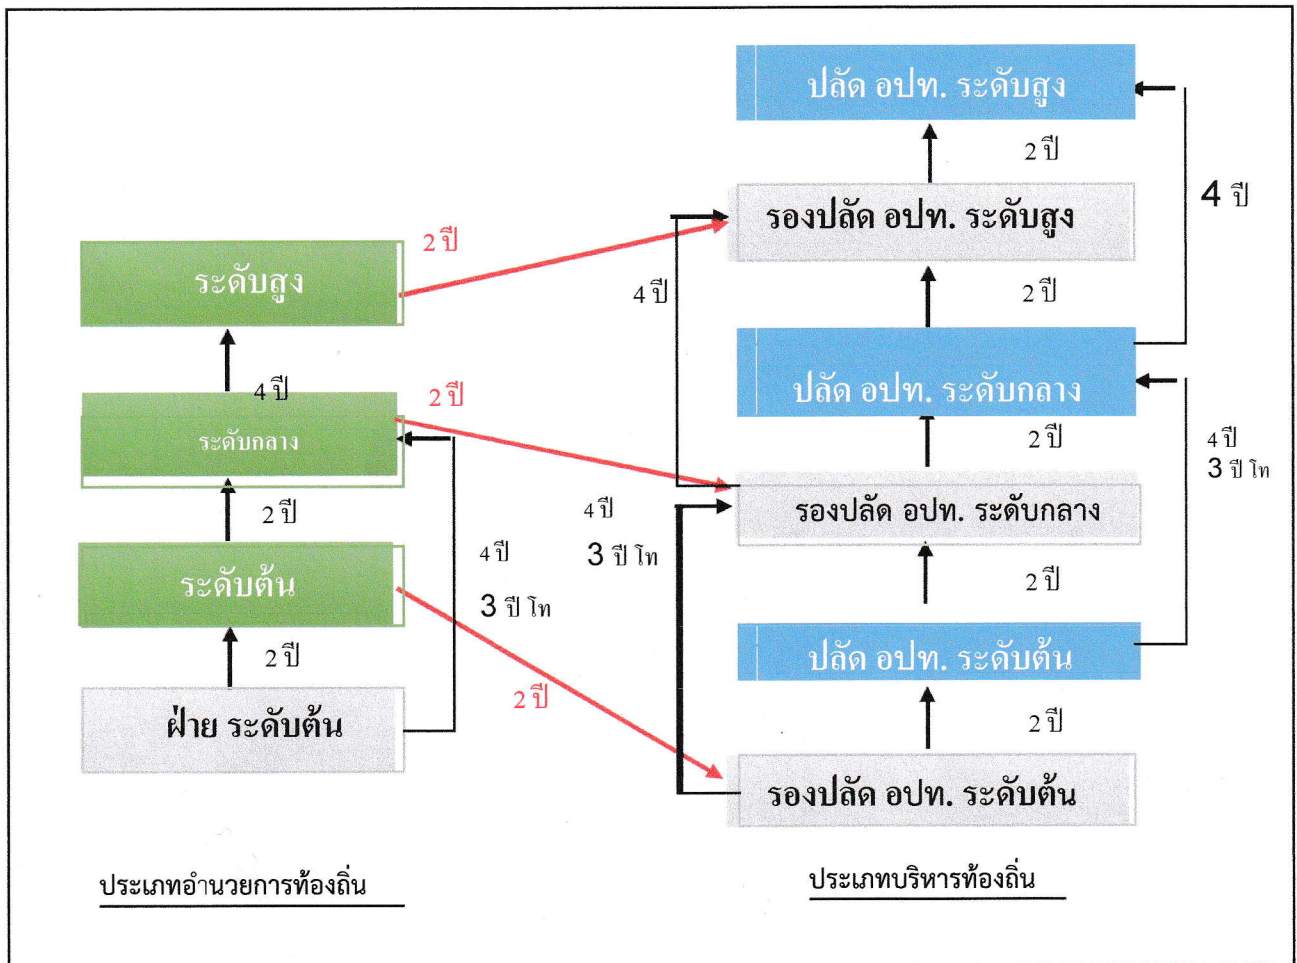 ปลัด อปท. ระดับสูง
2 ปี
รองปลัด อปท. ระดับสูง
4 ปี
2 ปี
ระดับสูง
4 ปี
2 ปี
4 ปี
2 ปี
ปลัด อปท. ระดับกลาง
ระดับกลาง
2 ปี
4 ปี
3 ปี โท
2 ปี
4 ปี
3 ปี โท
รองปลัด อปท. ระดับกลาง
ระดับต้น
4 ปี
3 ปี โท
2 ปี
2 ปี
2 ปี
ปลัด อปท. ระดับต้น
ฝ่าย ระดับต้น
2 ปี
รองปลัด อปท. ระดับต้น
ประเภทอำนวยการท้องถิ่น
ประเภทบริหารท้องถิ่น